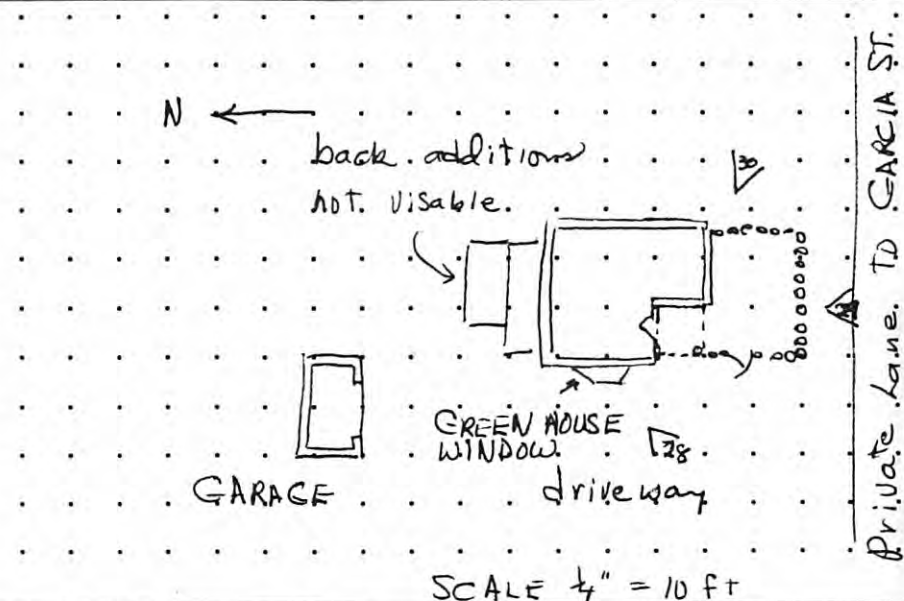 N
back additions
not visable.
30
Private Lane TO GARCIA ST.
GREEN HOUSE
WINDOW
28
GARAGE
driveway
SCALE 1/4" = 10 ft